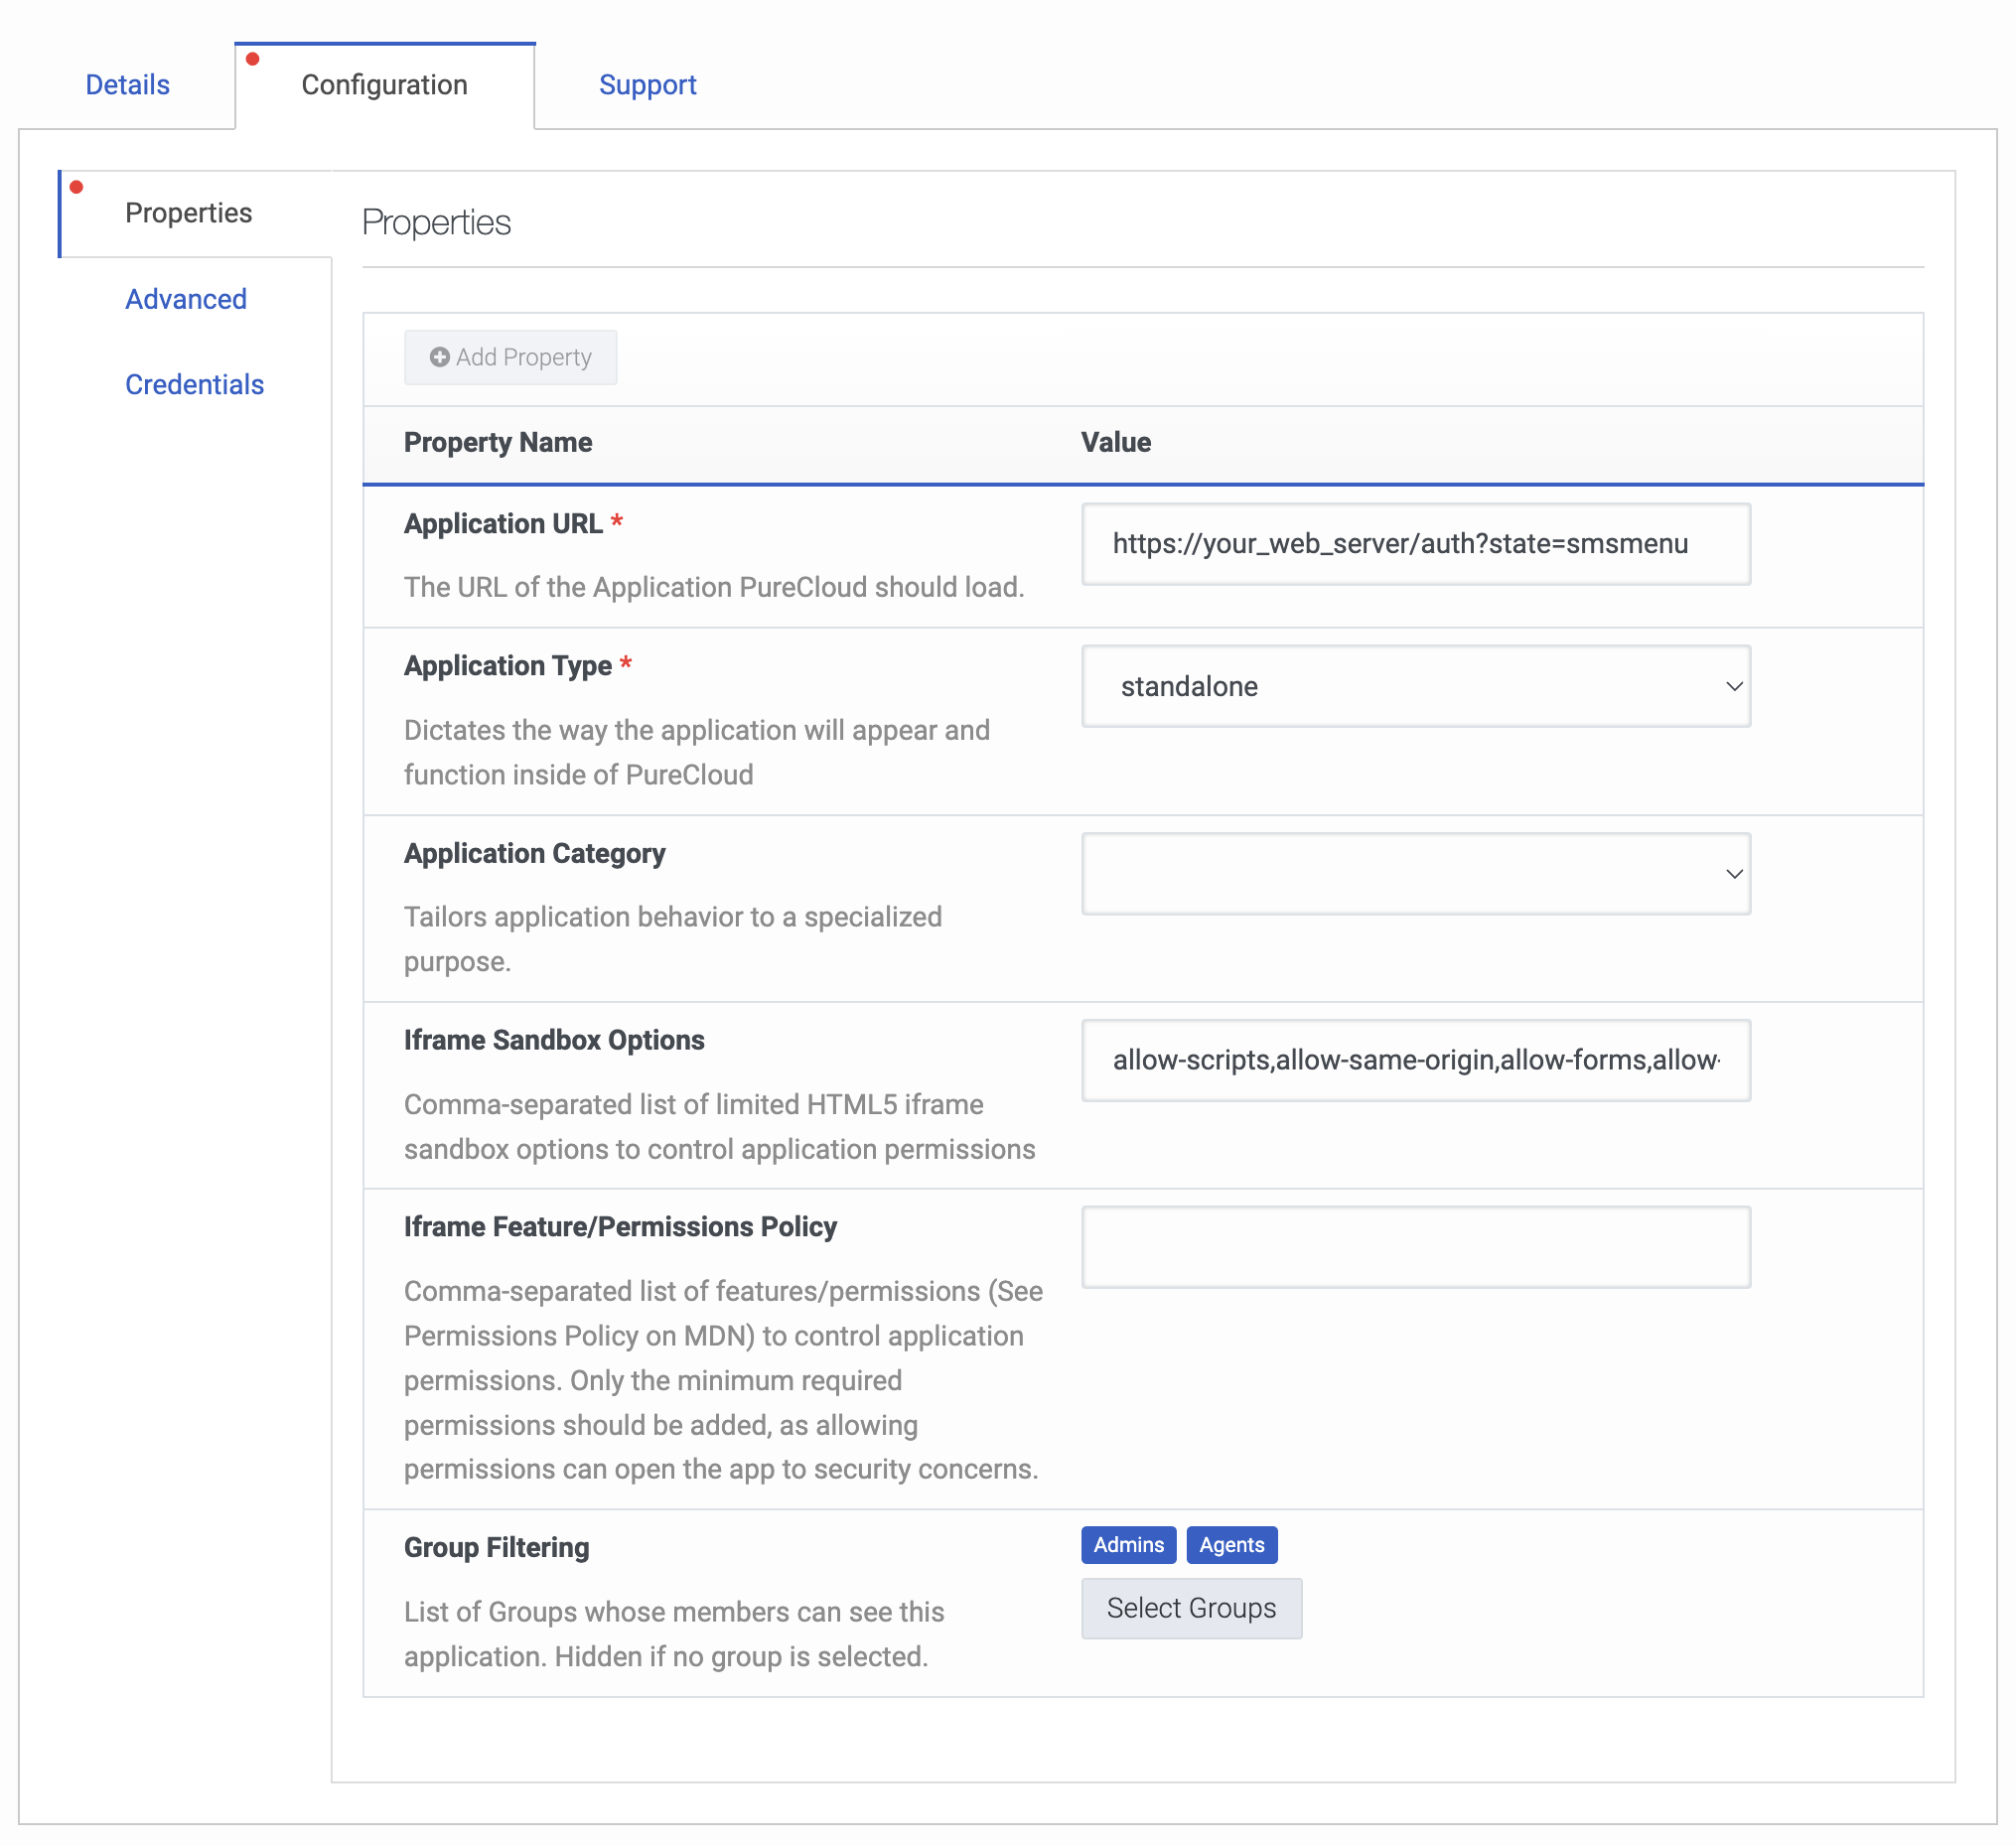 Details
Configuration
Support
Properties
Advanced
Credentials
Properties
Add Property
Property Name
Value
Application URL *
The URL of the Application PureCloud should load.
https://your_web_server/auth?state=smsmenu
Application Type *
Dictates the way the application will appear and
function inside of PureCloud
standalone
Application Category
Tailors application behavior to a specialized
purpose.
Iframe Sandbox Options
Comma-separated list of limited HTML5 iframe
sandbox options to control application permissions
allow-scripts,allow-same-origin,allow-forms,allow-
Iframe Feature/Permissions Policy
Comma-separated list of features/permissions (See
Permissions Policy on MDN) to control application
permissions. Only the minimum required
permissions should be added, as allowing
permissions can open the app to security concerns.
Group Filtering
List of Groups whose members can see this
application. Hidden if no group is selected.
Admins
Agents
Select Groups